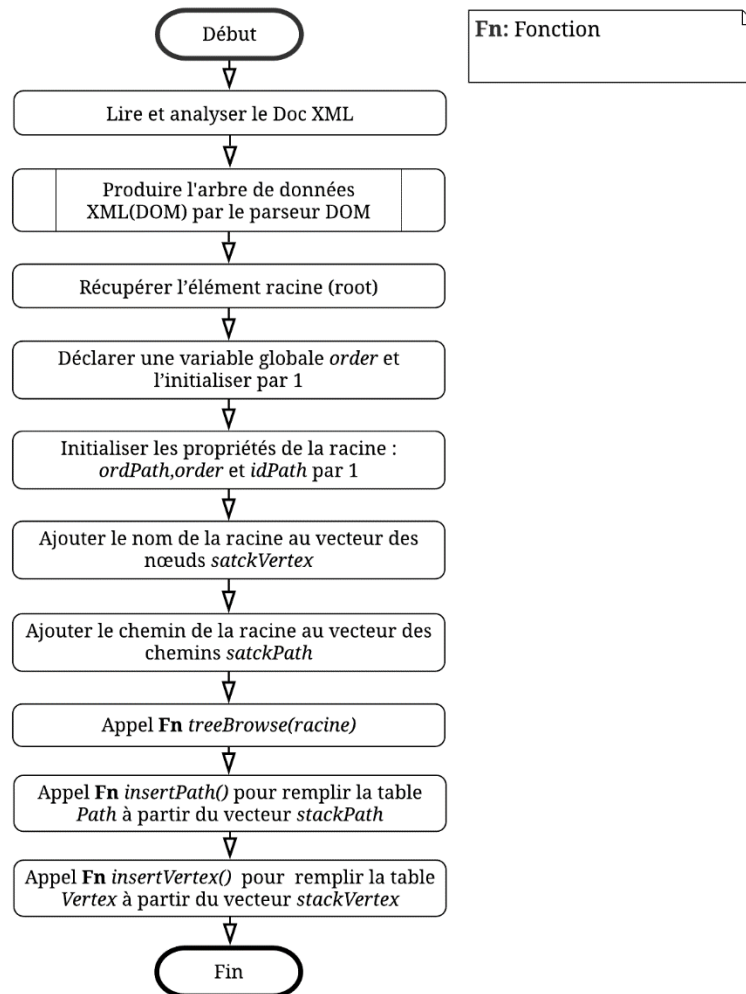 Début
Fn: Fonction
Lire et analyser le Doc XML
Produire l'arbre de données
XML(DOM) par le parseur DOM
Récupérer l’élément racine (root)
Déclarer une variable globale order et
l’initialiser par 1
Initialiser les propriétés de la racine :
ordPath,order et idPath par 1
Ajouter le nom de la racine au vecteur des
nœuds satckVertex
Ajouter le chemin de la racine au vecteur des
chemins satckPath
Appel Fn treeBrowse(racine)
Appel Fn insertPath() pour remplir la table
Path à partir du vecteur stackPath
Appel Fn insertVertex() pour remplir la table
Vertex à partir du vecteur stackVertex
Fin